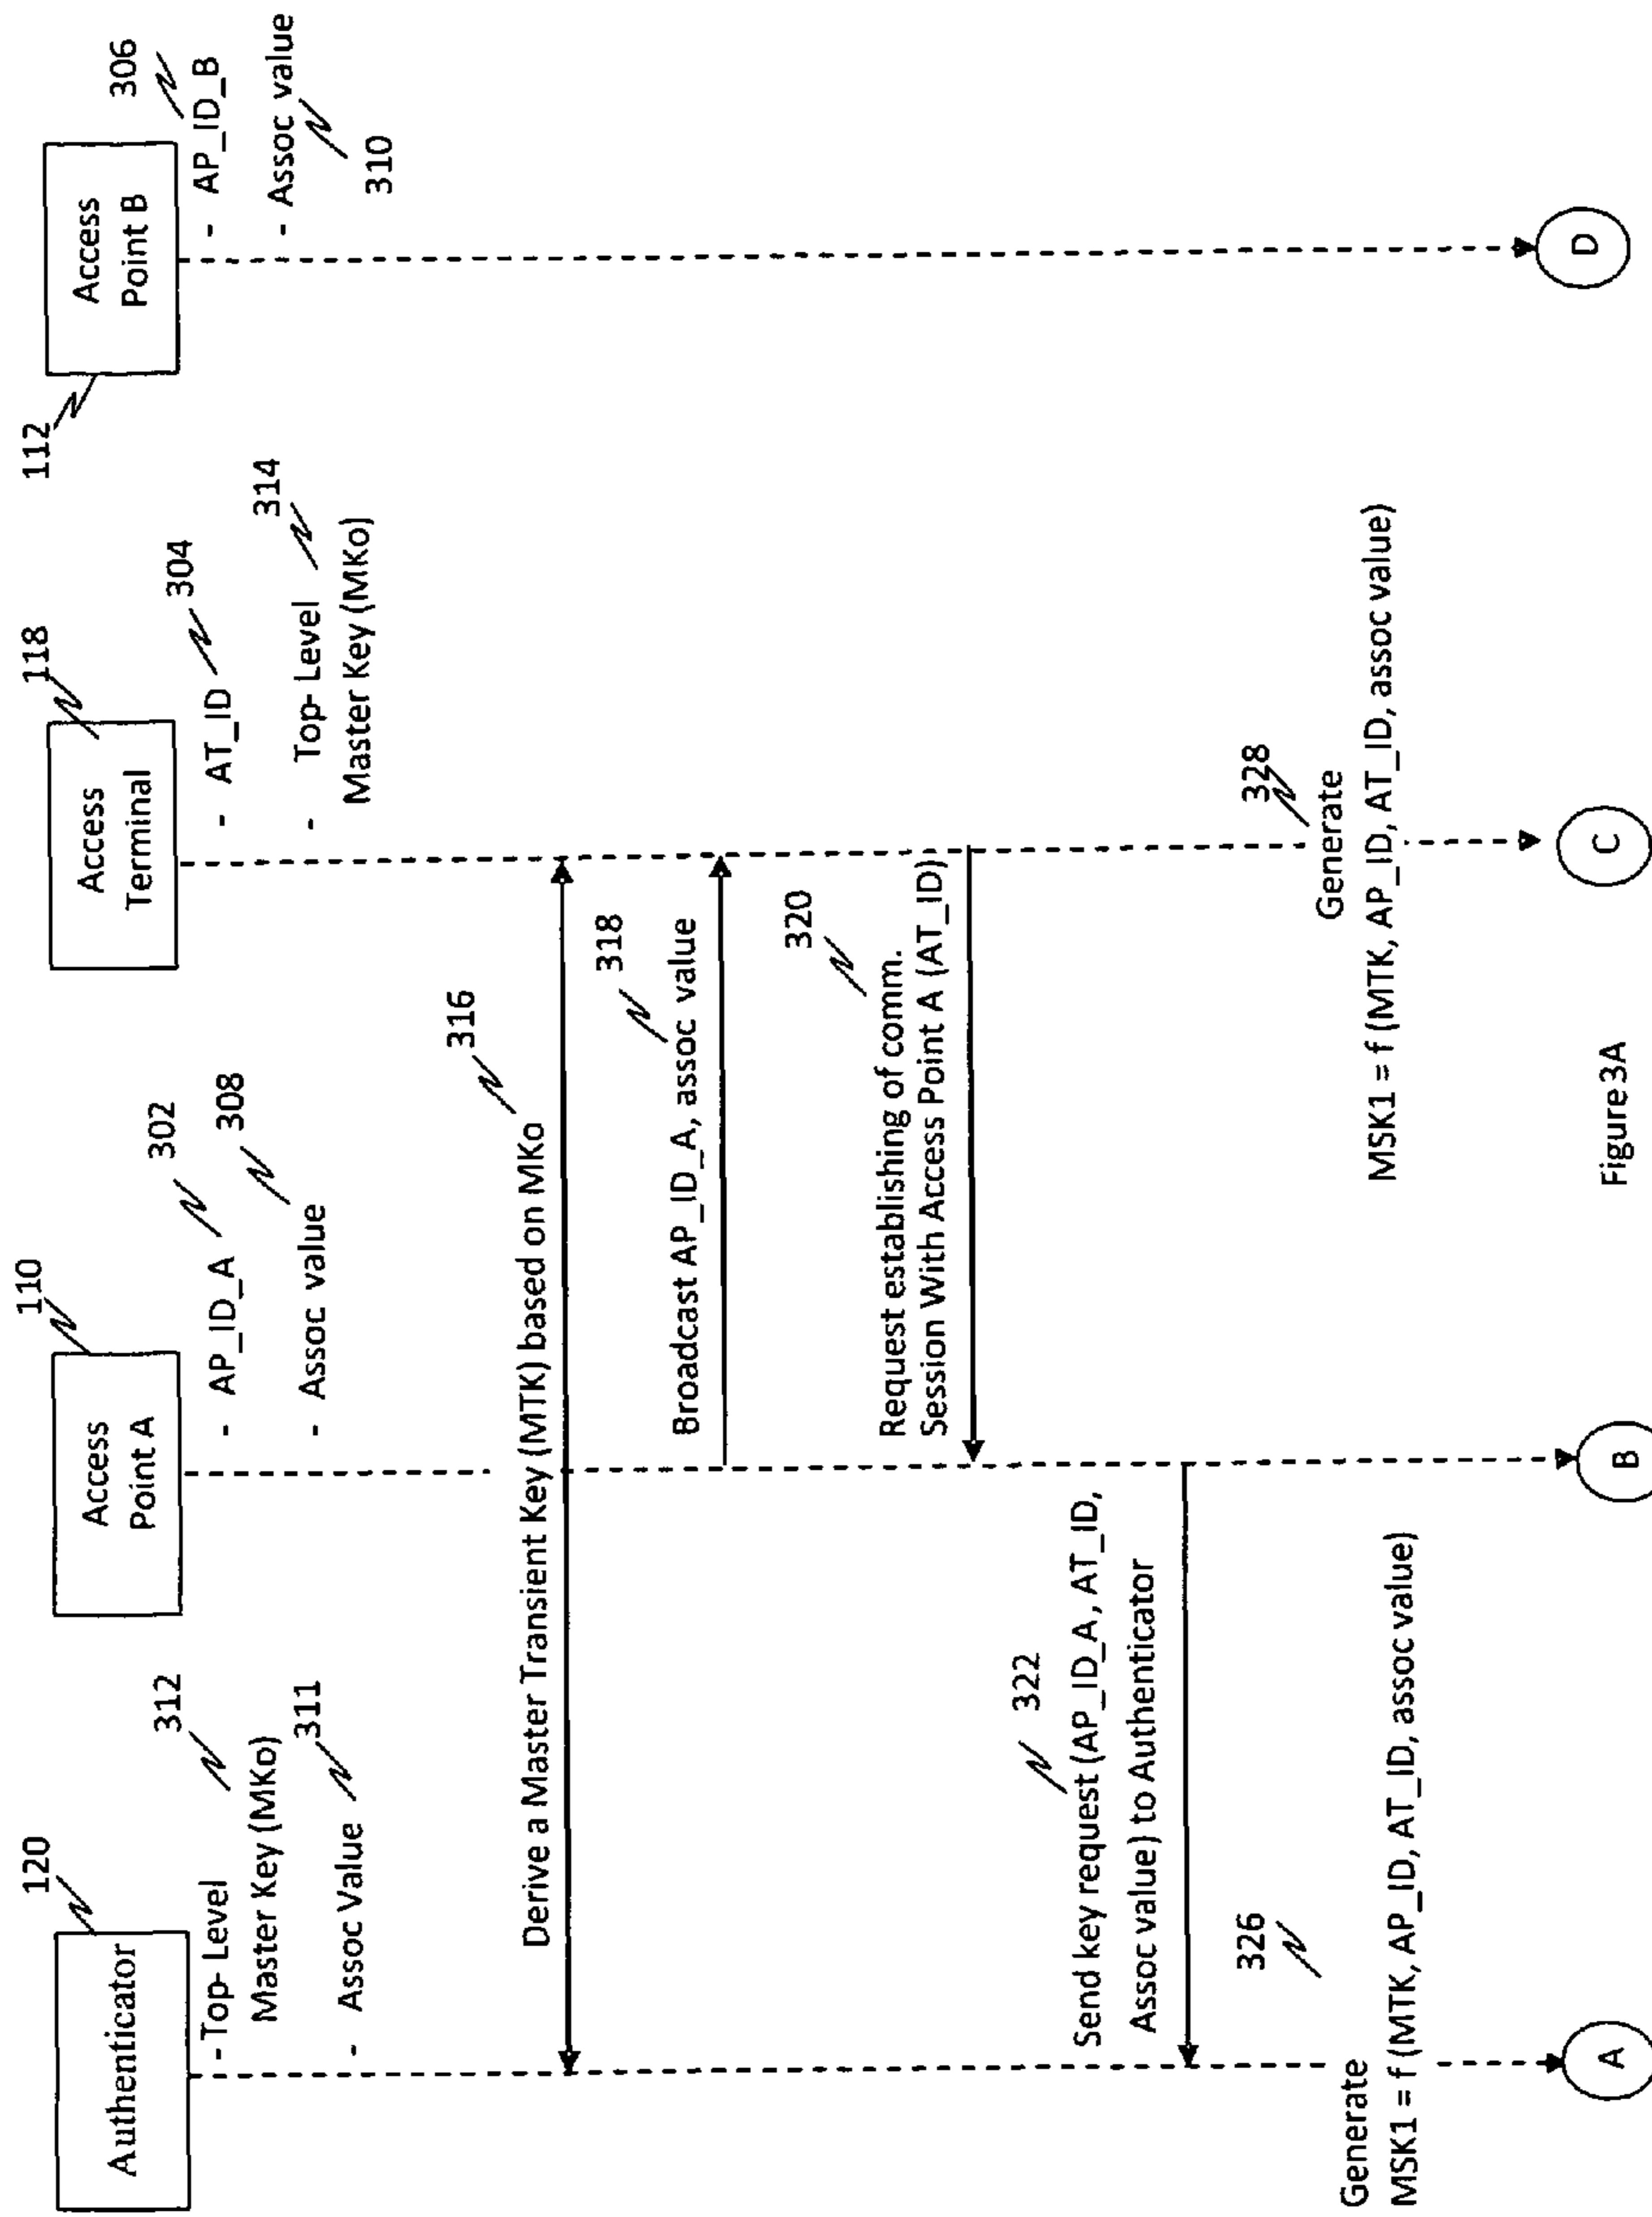 120
Authenticator
-Top-Level
Master Key (MKo)
312
- Assoc Value
311
110
Access
Point A
- AP_ID_A
302
- Assoc value
308
118
Access
Terminal
- AT_ID
304
- Top-Level
Master Key (MKo)
314
112
Access
Point B
- AP_ID_B
306
- Assoc value
310
Derive a Master Transient Key (MTK) based on MKo
316
Broadcast AP_ID_A, assoc value
318
320
Request establishing of comm.
Session With Access Point A (AT_ID)
322
Send key request (AP_ID_A, AT_ID,
Assoc value) to Authenticator
326
Generate
MSK1 = f (MTK, AP_ID, AT_ID, assoc value)
328
Generate
MSK1 = f (MTK, AP_ID, AT_ID, assoc value)
A
B
C
D
Figure 3A